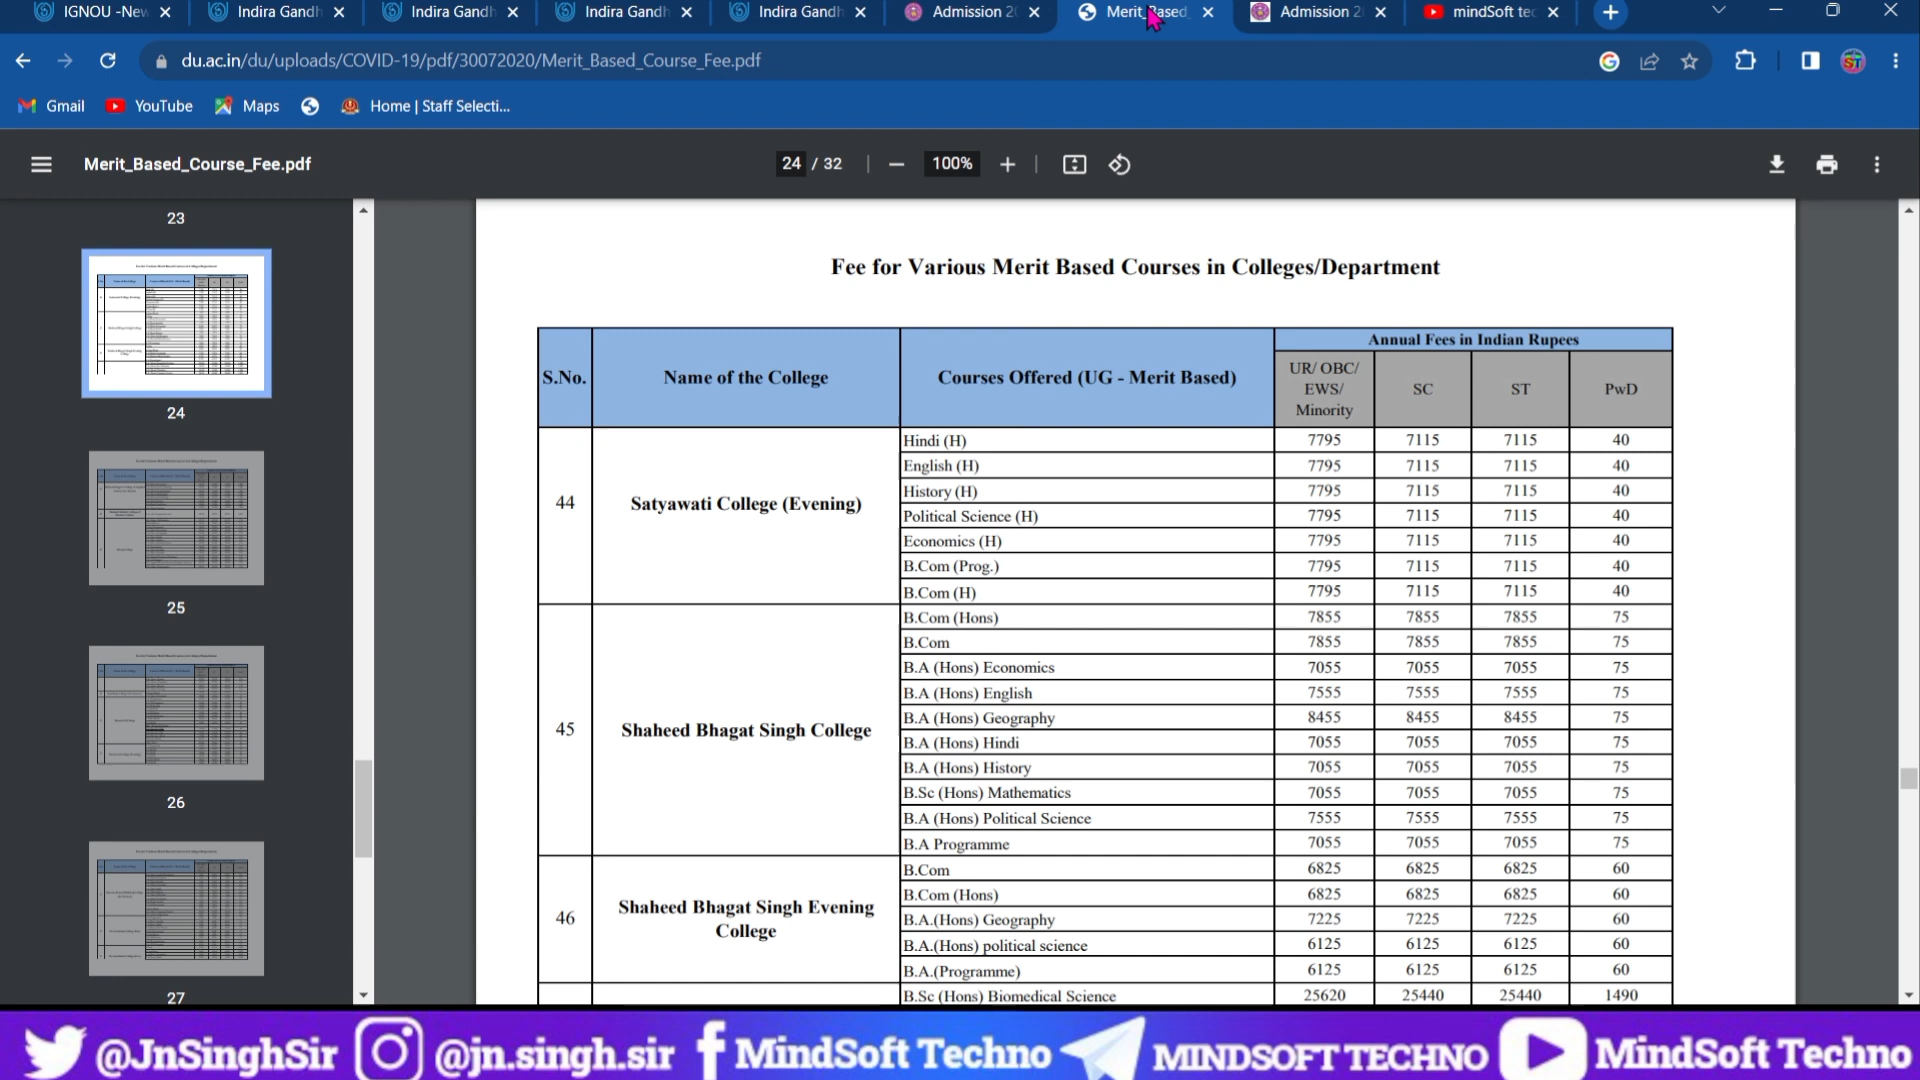 IGNOU -New
Indira Gandh
Indira Gandh
Indira Gandh
Indira Gandh
Admission 2
Merit_Based_
Admission 2
mindSoft tec
du.ac.in/du/uploads/COVID-19/pdf/30072020/Merit_Based_Course_Fee.pdf
Gmail YouTube Maps Home | Staff Selecti...
Merit_Based_Course_Fee.pdf
24 / 32
100%
23
24
25
26
27
Fee for Various Merit Based Courses in Colleges/Department
S.No. Name of the College Courses Offered (UG - Merit Based) Annual Fees in Indian Rupees
UR/ OBC/ EWS/ Minority SC ST PwD
44 Satyawati College (Evening)
Hindi (H) 7795 7115 7115 40
English (H) 7795 7115 7115 40
History (H) 7795 7115 7115 40
Political Science (H) 7795 7115 7115 40
Economics (H) 7795 7115 7115 40
B.Com (Prog.) 7795 7115 7115 40
B.Com (H) 7795 7115 7115 40
45 Shaheed Bhagat Singh College
B.Com (Hons) 7855 7855 7855 75
B.Com 7855 7855 7855 75
B.A (Hons) Economics 7055 7055 7055 75
B.A (Hons) English 7555 7555 7555 75
B.A (Hons) Geography 8455 8455 8455 75
B.A (Hons) Hindi 7055 7055 7055 75
B.A (Hons) History 7055 7055 7055 75
B.Sc (Hons) Mathematics 7055 7055 7055 75
B.A (Hons) Political Science 7555 7555 7555 75
B.A Programme 7055 7055 7055 75
46 Shaheed Bhagat Singh Evening College
B.Com 6825 6825 6825 60
B.Com (Hons) 6825 6825 6825 60
B.A.(Hons) Geography 7225 7225 7225 60
B.A.(Hons) political science 6125 6125 6125 60
B.A.(Programme) 6125 6125 6125 60
B.Sc (Hons) Biomedical Science 25620 25440 25440 1490
@JnSinghSir @jn.singh.sir MindSoft Techno MINDSOFT TECHNO MindSoft Techno